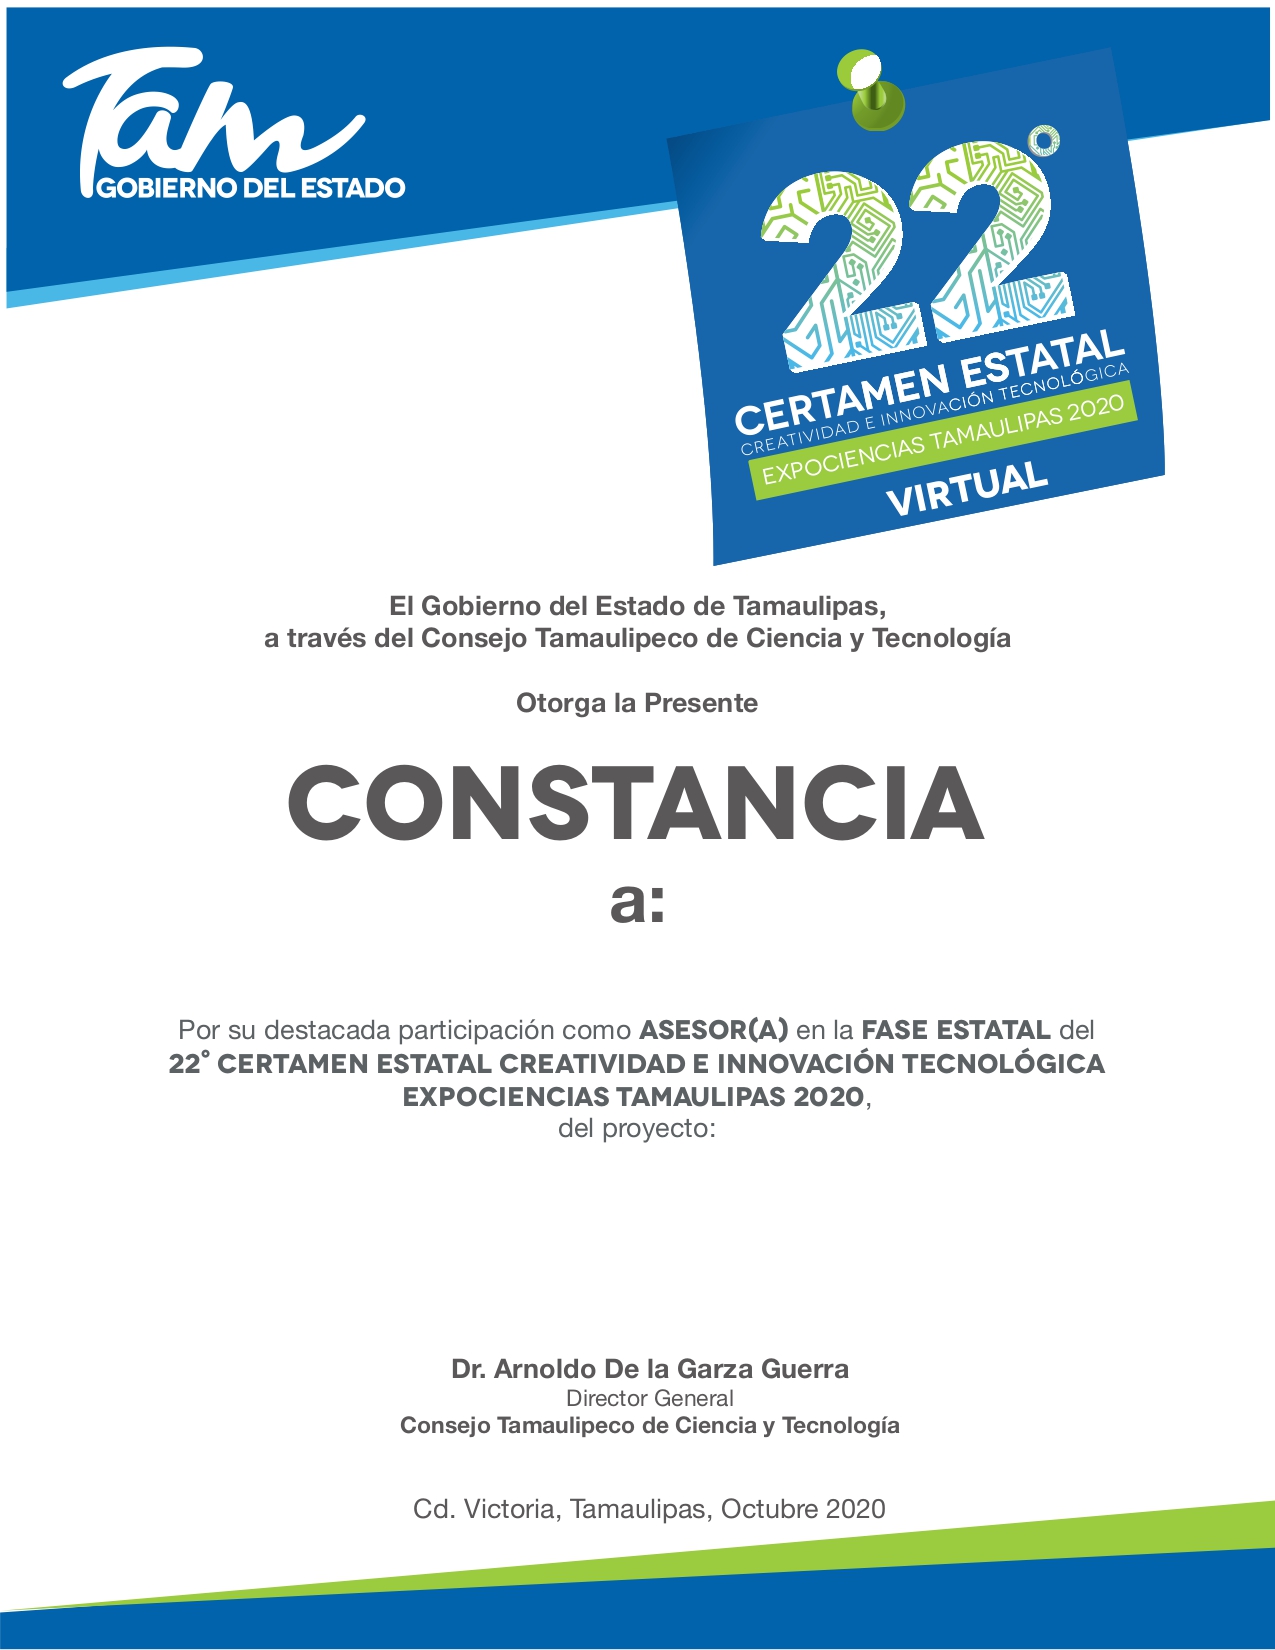 Tam
GOBIERNO DEL ESTADO
22°
CERTAMEN ESTATAL
CREATIVIDAD E INNOVACIÓN TECNOLÓGICA
EXPOCIENCIAS TAMAULIPAS 2020
VIRTUAL
El Gobierno del Estado de Tamaulipas,
a través del Consejo Tamaulipeco de Ciencia y Tecnología
Otorga la Presente
CONSTANCIA
a:
Por su destacada participación como ASESOR(A) en la FASE ESTATAL del
22° CERTAMEN ESTATAL CREATIVIDAD E INNOVACIÓN TECNOLÓGICA
EXPOCIENCIAS TAMAULIPAS 2020,
del proyecto:
Dr. Arnoldo De la Garza Guerra
Director General
Consejo Tamaulipeco de Ciencia y Tecnología
Cd. Victoria, Tamaulipas, Octubre 2020